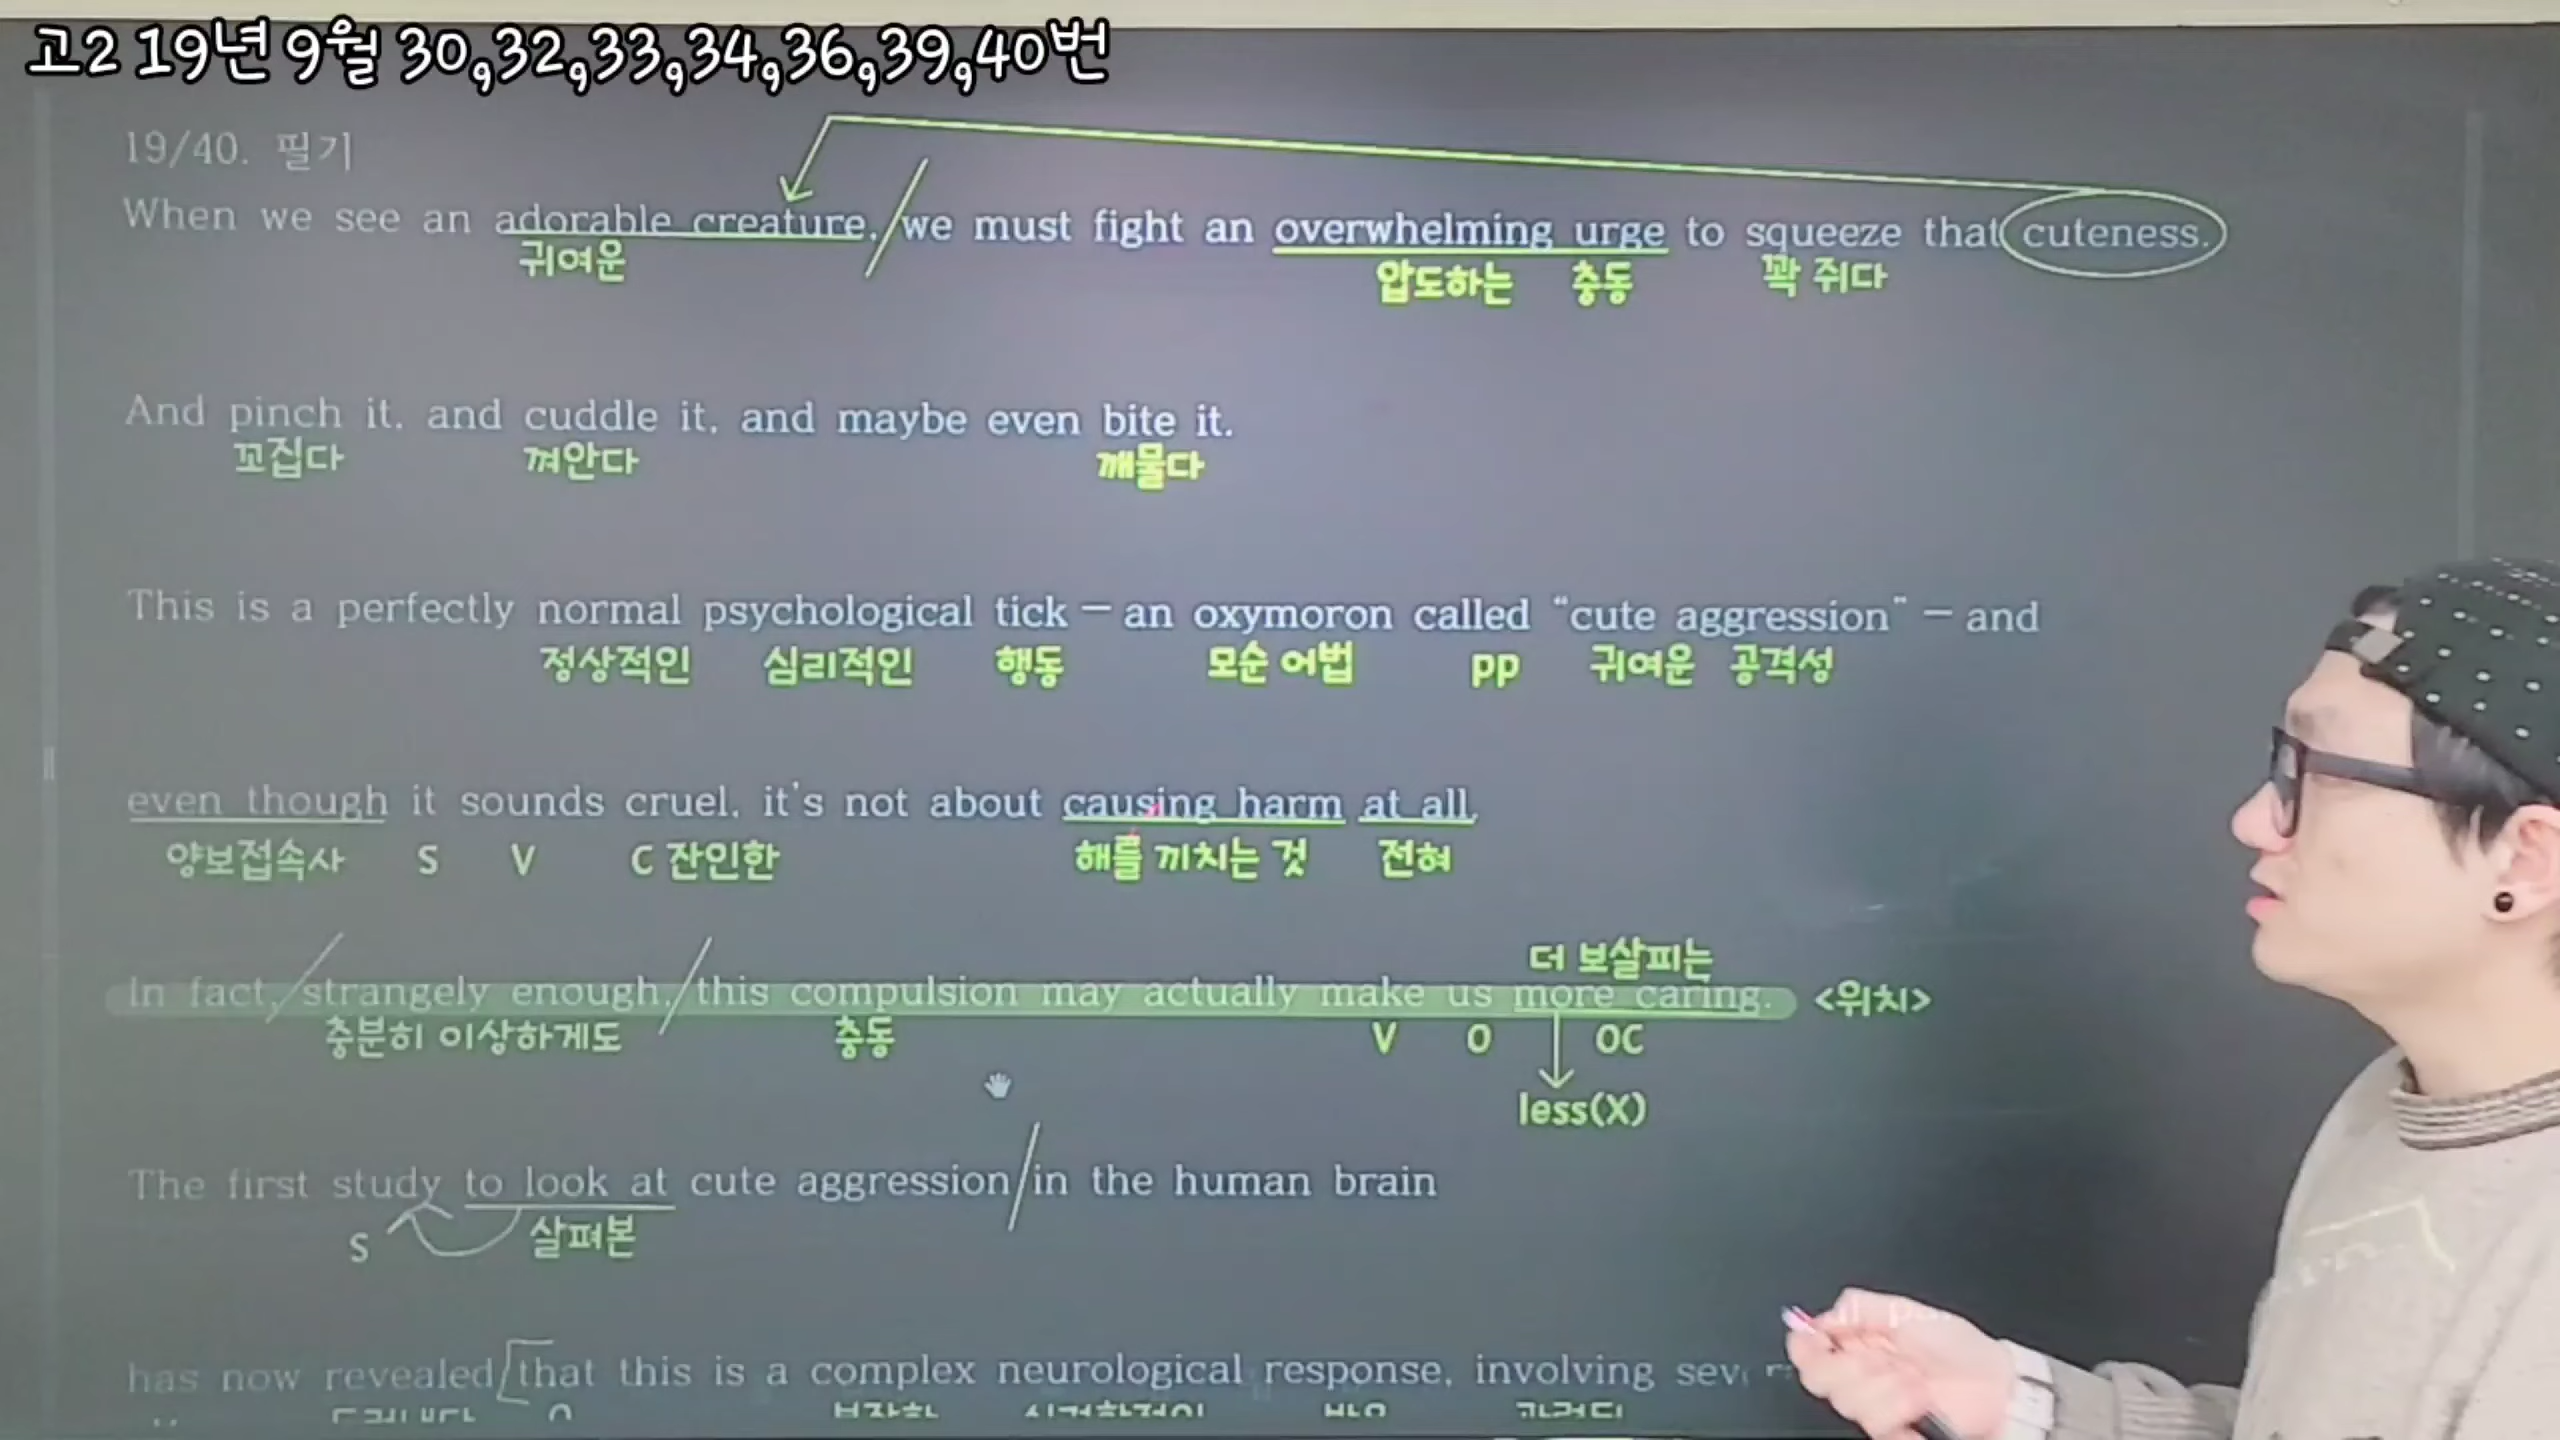 고2 19년 9월 30,32,33,34,36,39,40번
19/40. 필기
When we see an adorable creature, we must fight an overwhelming urge to squeeze that cuteness.
귀여운 압도하는 충동 꽉 쥐다
And pinch it, and cuddle it, and maybe even bite it.
꼬집다 껴안다 깨물다
This is a perfectly normal psychological tick — an oxymoron called “cute aggression” — and
정상적인 심리적인 행동 모순 어법 pp 귀여운 공격성
even though it sounds cruel, it's not about causing harm at all.
양보접속사 S V C 잔인한 해를 끼치는 것 전혀
더 보살피는
In fact, strangely enough, this compulsion may actually make us more caring. <위치>
충분히 이상하게도 충동 V O OC
less(X)
The first study to look at cute aggression in the human brain
S 살펴본
has now revealed that this is a complex neurological response, involving